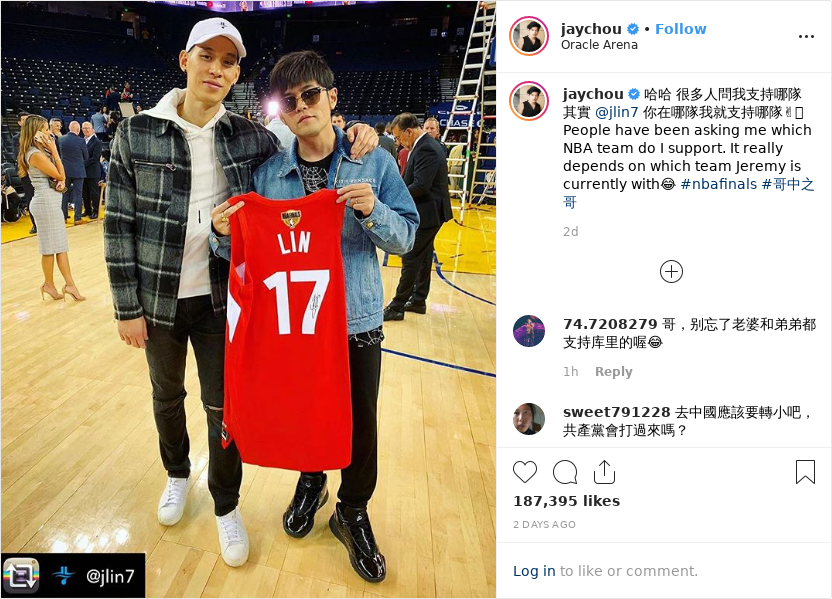 LIN
17
@jlin7
jaychou • Follow
Oracle Arena
jaychou 哈哈 很多人問我支持哪隊
其實 @jlin7 你在哪隊我就支持哪隊✌
People have been asking me which
NBA team do I support. It really
depends on which team Jeremy is
currently with😂 #nbafinals #哥中之
哥
2d
74.7208279 哥，别忘了老婆和弟弟都
支持库里的喔😂
1h Reply
sweet791228 去中國應該要轉小吧，
共產黨會打過來嗎？
187,395 likes
2 DAYS AGO
Log in to like or comment.